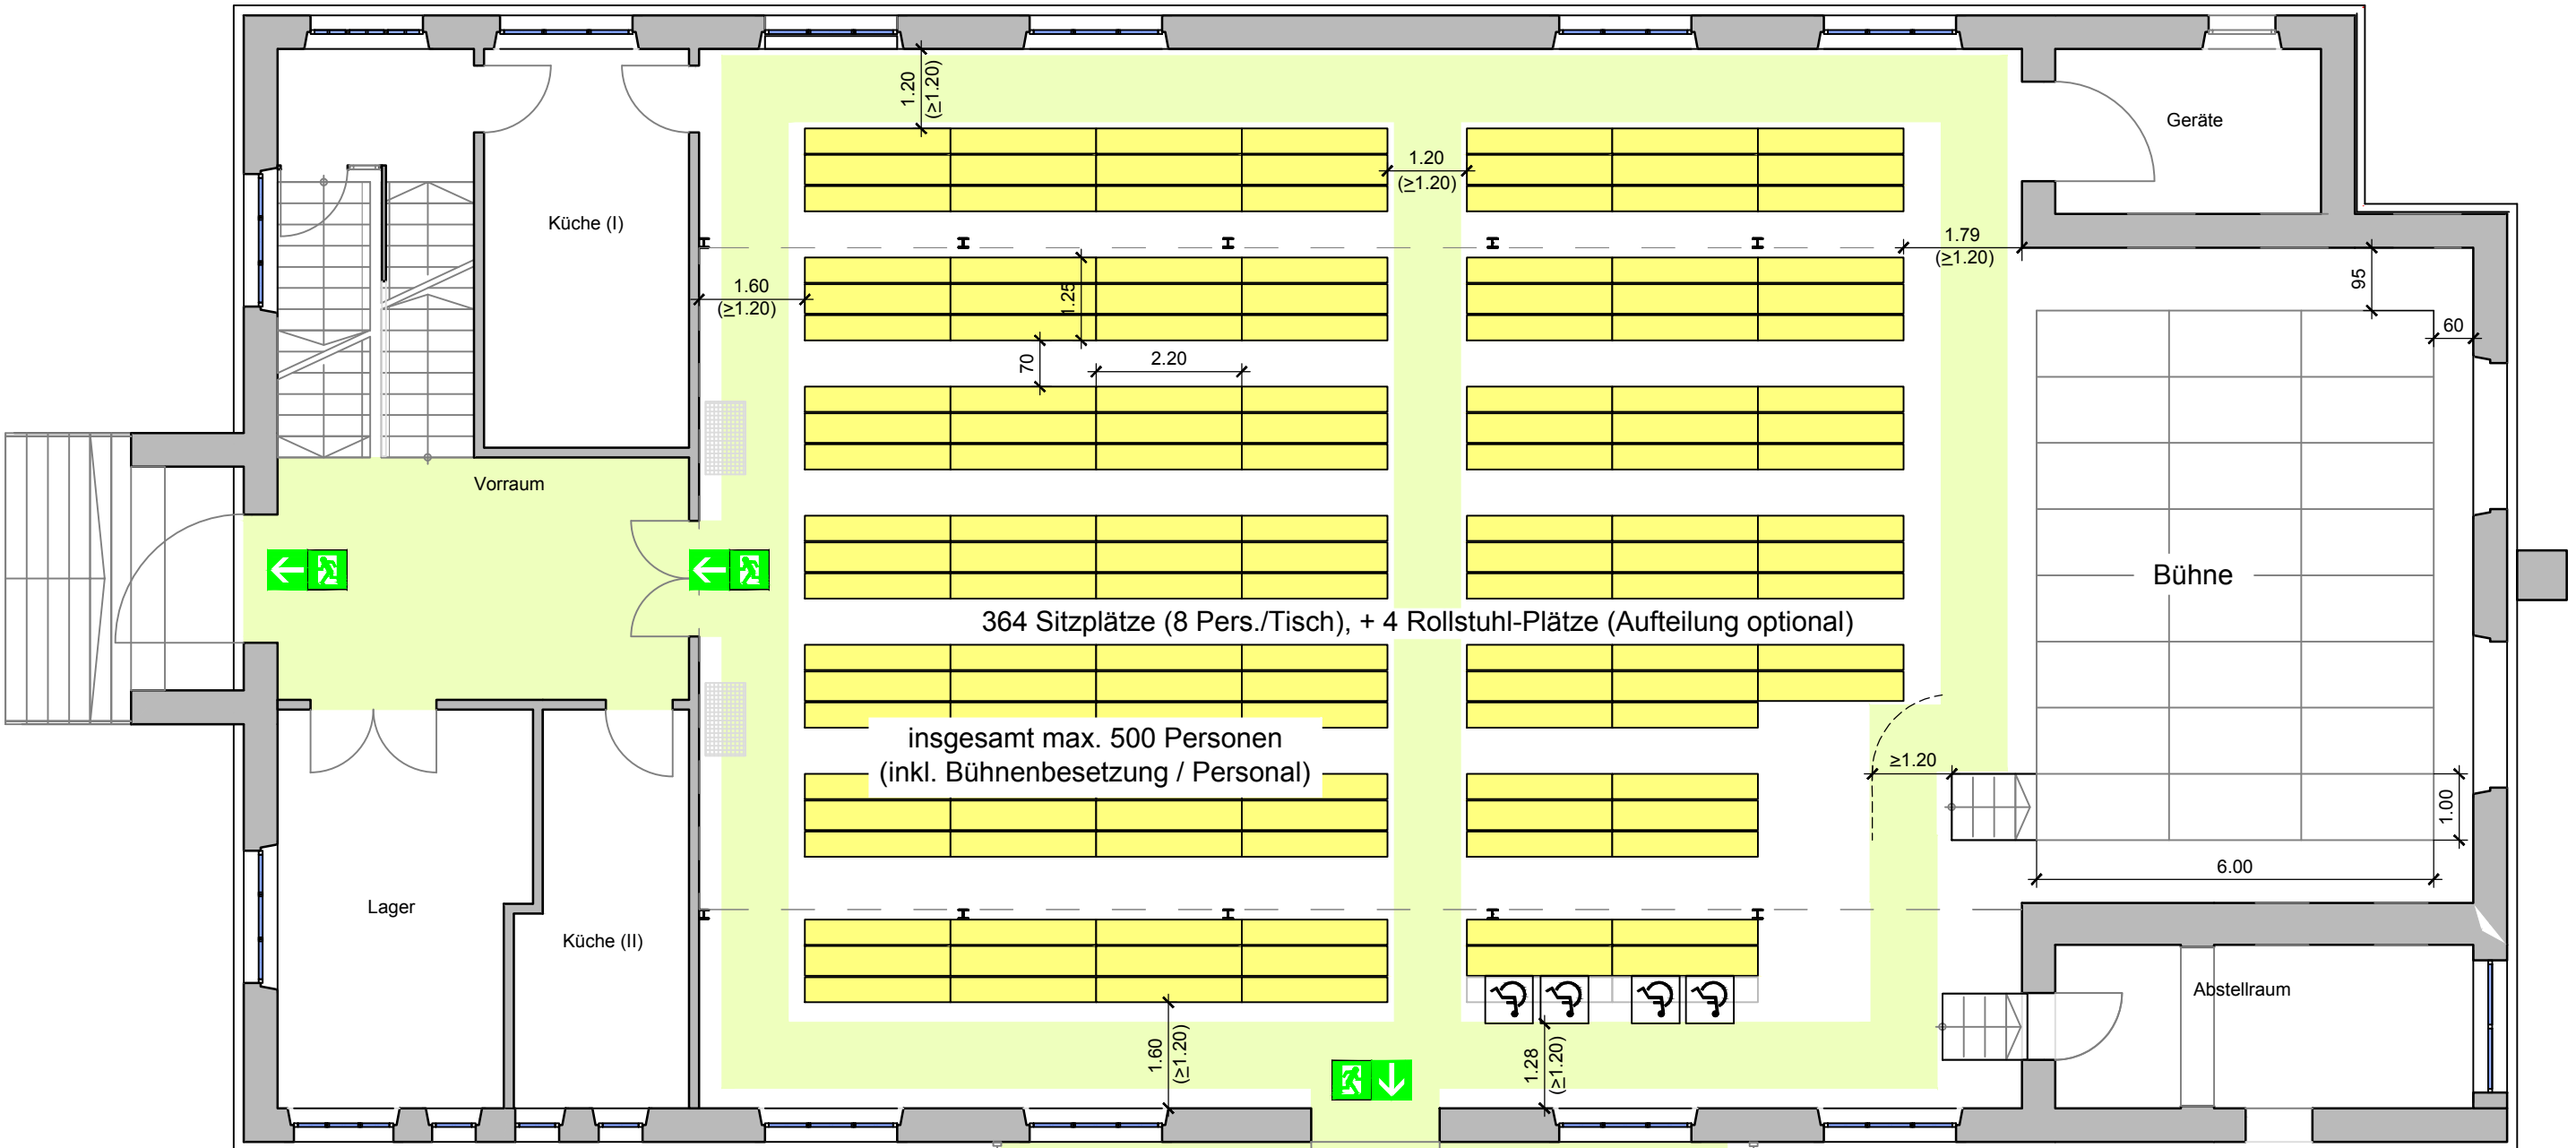 1.20
(≥1.20)
Geräte
1.20
(≥1.20)
Küche (I)
1.79
(≥1.20)
95
1.60
(≥1.20)
1.25
60
70
2.20
Vorraum
Bühne
364 Sitzplätze (8 Pers./Tisch), + 4 Rollstuhl-Plätze (Aufteilung optional)
insgesamt max. 500 Personen
(inkl. Bühnenbesetzung / Personal)
≥1.20
1.00
6.00
Lager
Küche (II)
Abstellraum
1.60
(≥1.20)
1.28
(≥1.20)